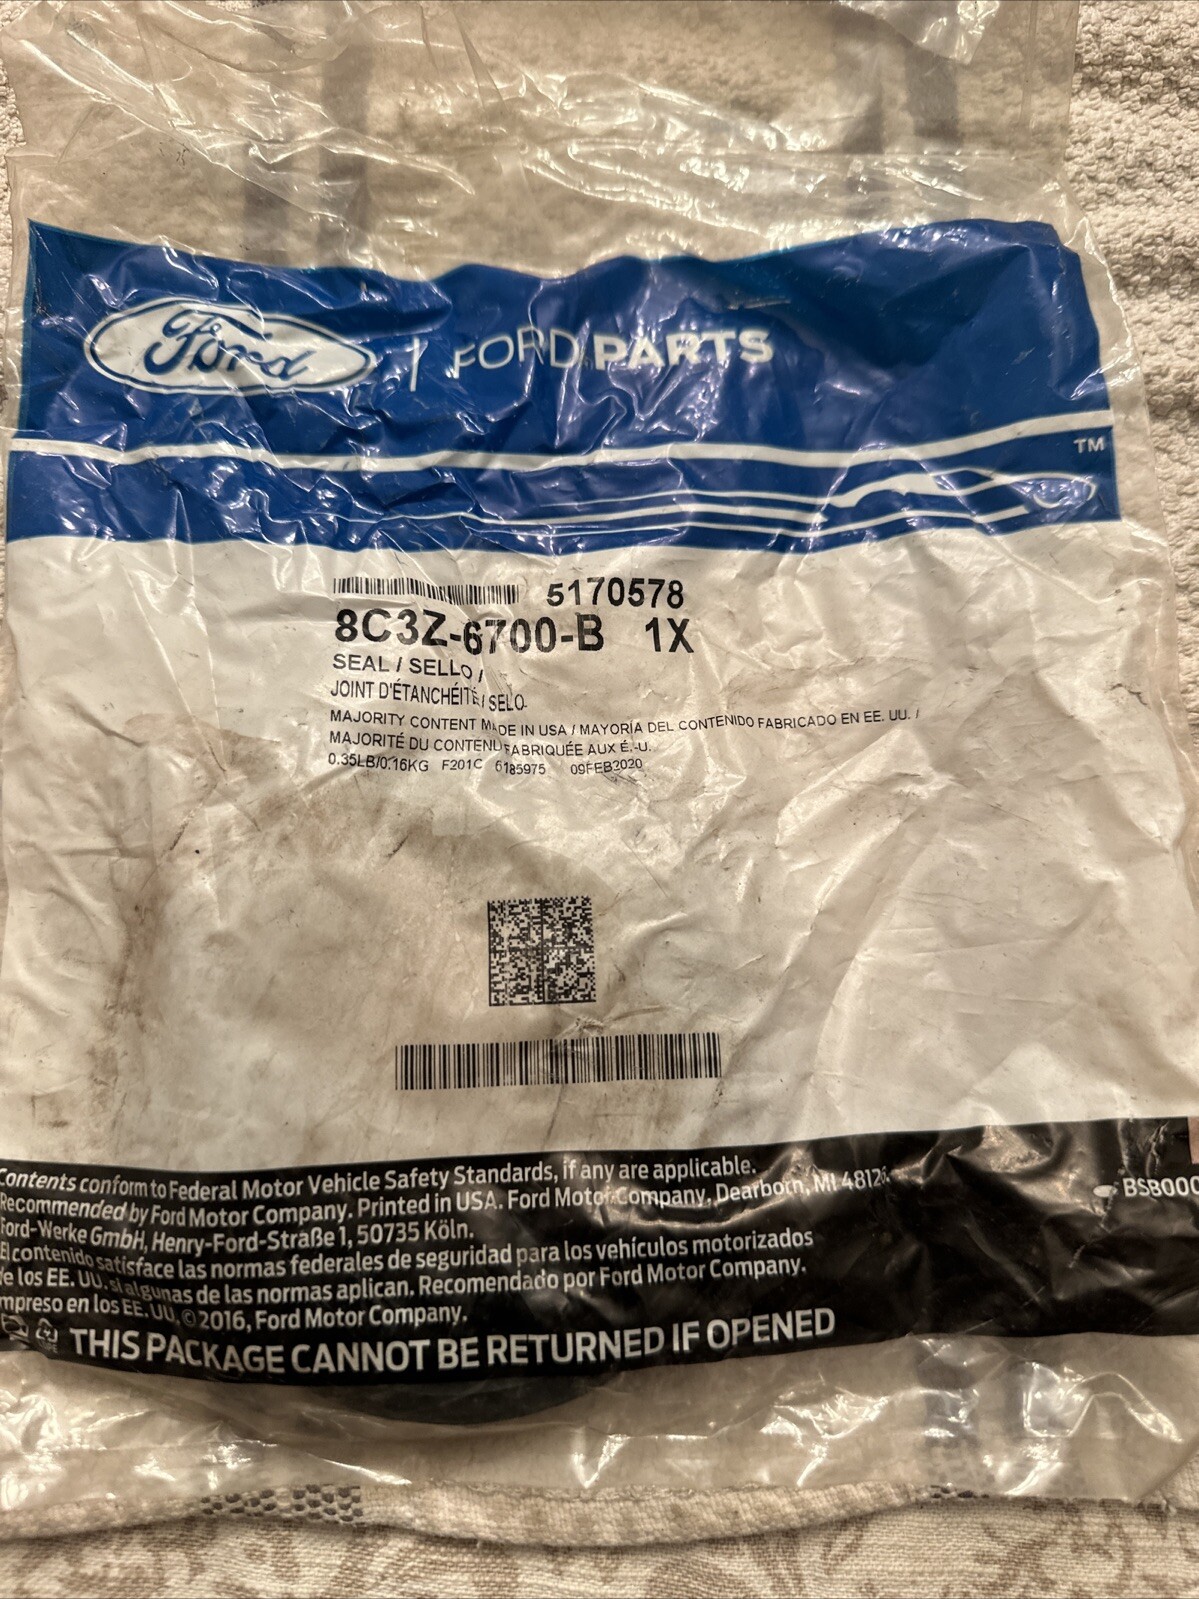 Ford | FORD PARTS
TM
5170578
8C3Z-6700-B 1X
SEAL / SELLO /
JOINT D'ÉTANCHÉITÉ / SELO
MAJORITY CONTENT MADE IN USA / MAYORÍA DEL CONTENIDO FABRICADO EN EE. UU. /
MAJORITÉ DU CONTENU FABRIQUÉE AUX É.-U.
0.35LB/0.16KG F201C 6185975 09FEB2020
Contents conform to Federal Motor Vehicle Safety Standards, if any are applicable.
Recommended by Ford Motor Company. Printed in USA. Ford Motor Company, Dearborn, MI 48126
BSB000
Ford-Werke GmbH, Henry-Ford-Straße 1, 50735 Köln.
El contenido satisface las normas federales de seguridad para los vehículos motorizados
de los EE. UU. si algunas de las normas aplican. Recomendado por Ford Motor Company.
Impreso en los EE. UU. © 2016, Ford Motor Company.
THIS PACKAGE CANNOT BE RETURNED IF OPENED